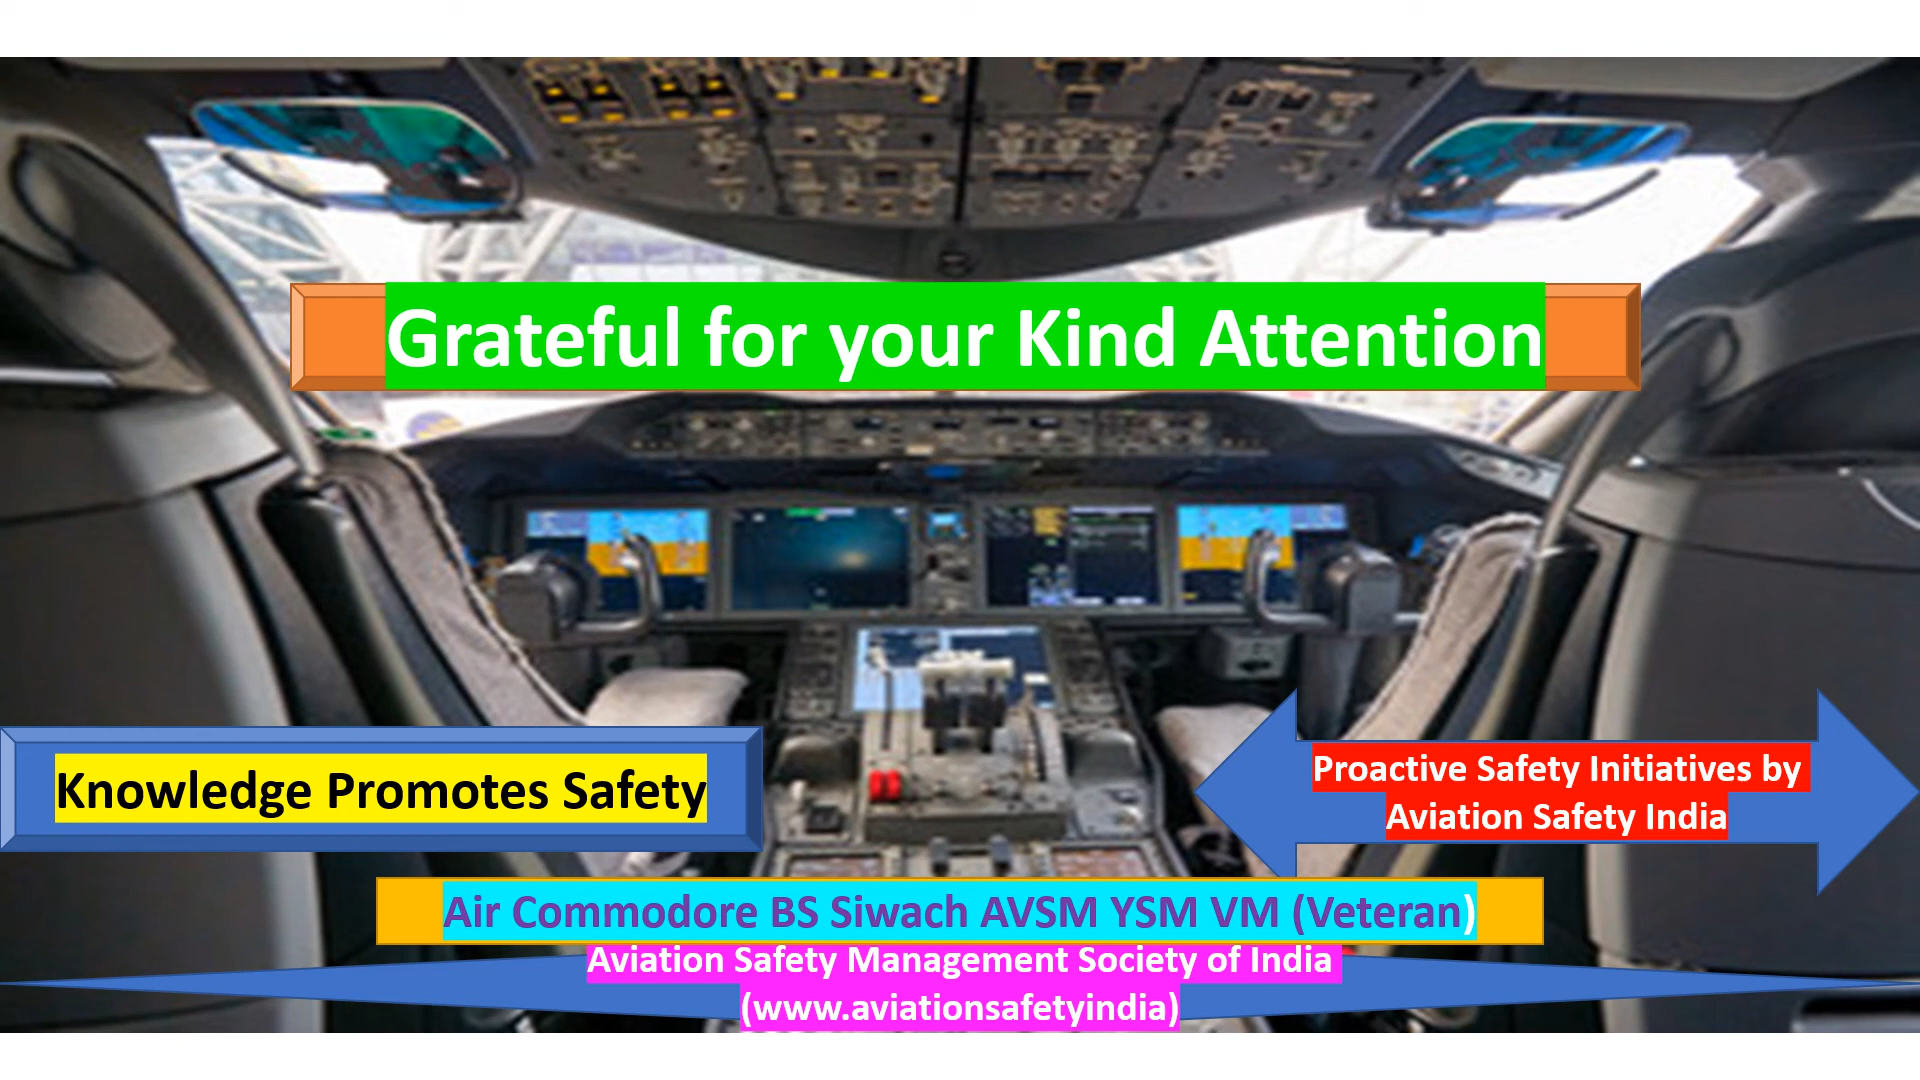 Grateful for your Kind Attention
Knowledge Promotes Safety
Proactive Safety Initiatives by
Aviation Safety India
Air Commodore BS Siwach AVSM YSM VM (Veteran)
Aviation Safety Management Society of India
(www.aviationsafetyindia)